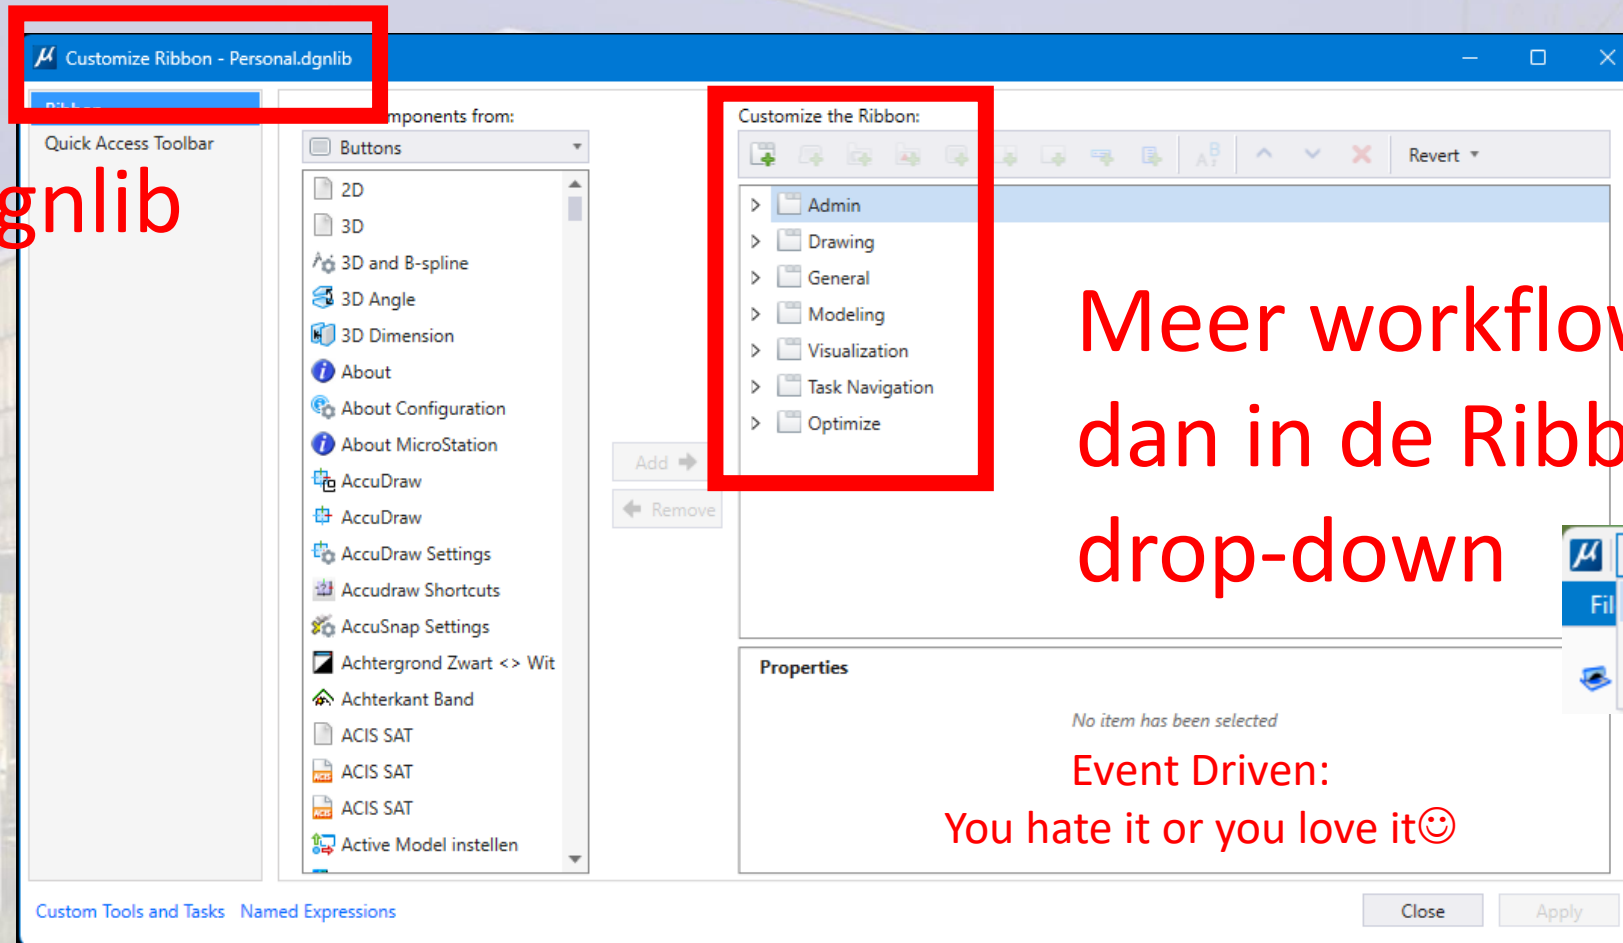 Customize Ribbon - Personal.dgnlib
Quick Access Toolbar
gnlib
from:
Buttons
2D
3D
3D and B-spline
3D Angle
3D Dimension
About
About Configuration
About MicroStation
AccuDraw
AccuDraw
AccuDraw Settings
Accudraw Shortcuts
AccuSnap Settings
Achtergrond Zwart <> Wit
Achterkant Band
ACIS SAT
ACIS SAT
ACIS SAT
Active Model instellen
Add
Remove
Customize the Ribbon:
Revert
Admin
Drawing
General
Modeling
Visualization
Task Navigation
Optimize
Meer workflow
dan in de Ribb
drop-down
Fil
Properties
No item has been selected
Event Driven:
You hate it or you love it☺
Custom Tools and Tasks Named Expressions
Close
Apply